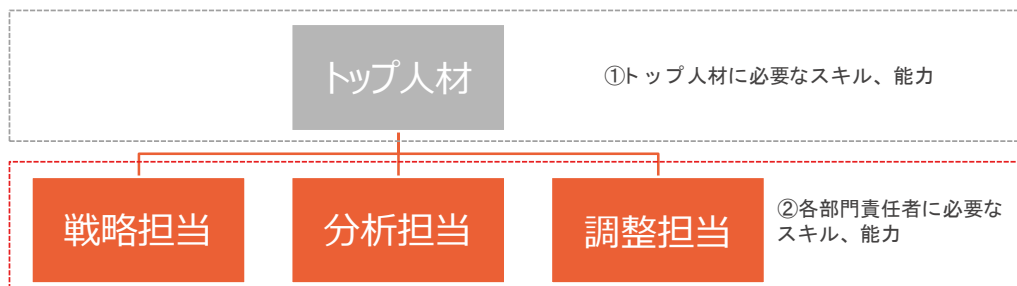 トップ人材
①トップ人材に必要なスキル、能力
戦略担当
分析担当
調整担当
②各部門責任者に必要な
スキル、能力